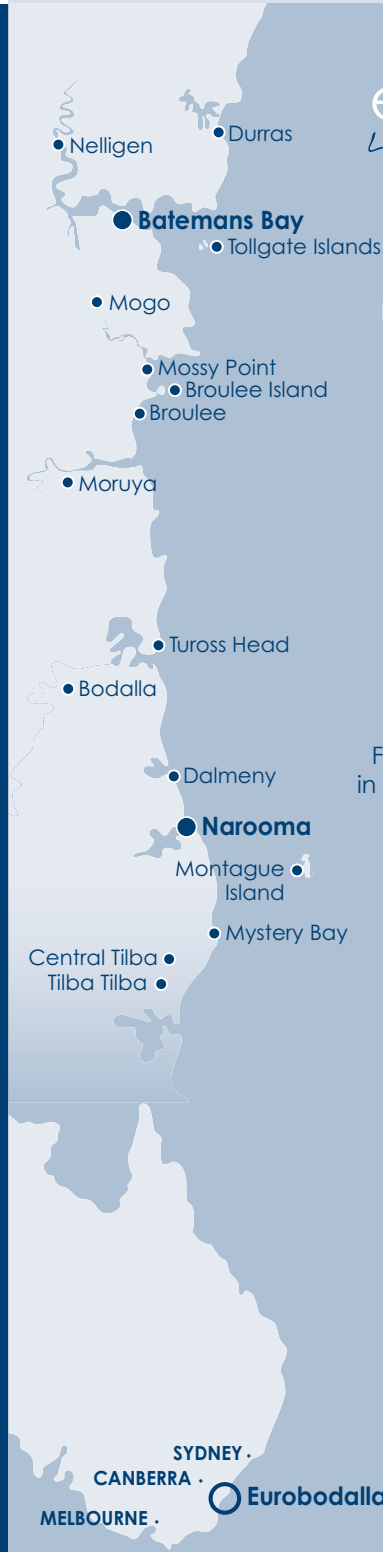 Durras
Nelligen
Batemans Bay
Tollgate Islands
Mogo
Mossy Point
Broulee Island
Broulee
Moruya
Tuross Head
Bodalla
F
in
Dalmeny
Narooma
Montague
Island
Mystery Bay
Central Tilba
Tilba Tilba
SYDNEY
CANBERRA
Eurobodalla
MELBOURNE